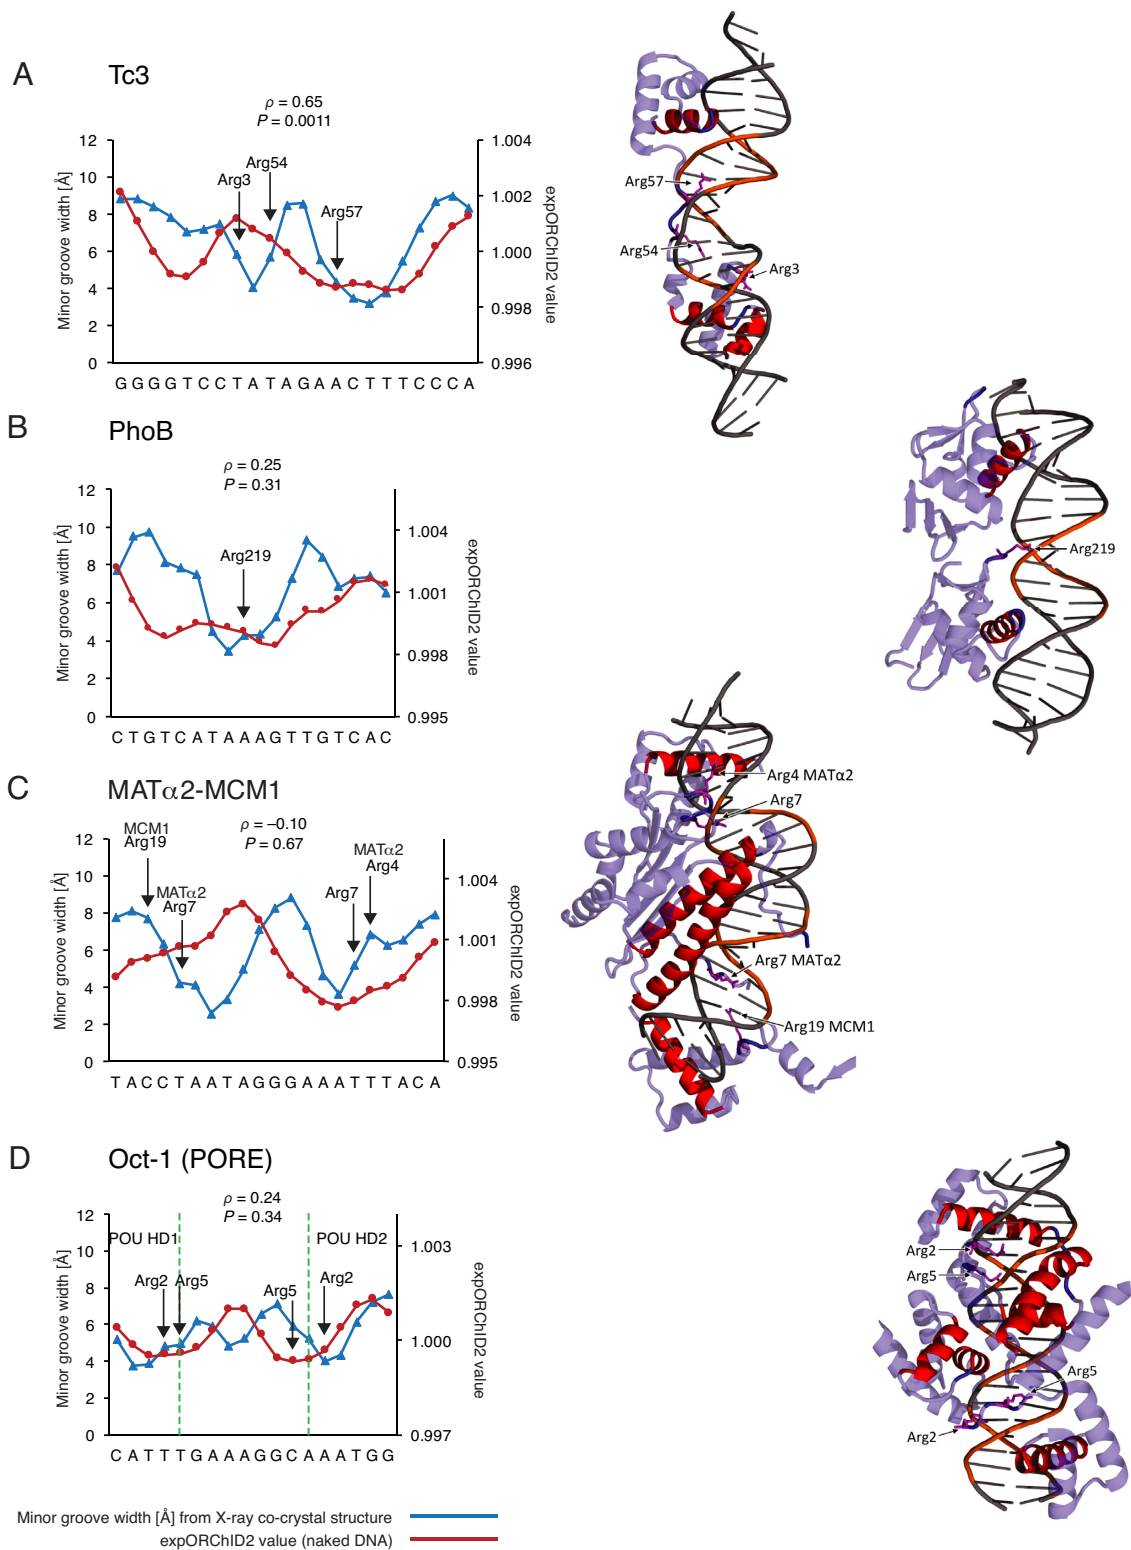 A
Tc3
ρ = 0.65
P = 0.0011
12
10
8
6
4
2
0
Minor groove width [Å]
1.004
1.002
1.000
0.998
0.996
expORChID2 value
Arg3
Arg54
Arg57
G G G G T C C T A T A G A A C T T T C C C A
Arg57
Arg54
Arg3
B
PhoB
ρ = 0.25
P = 0.31
12
10
8
6
4
2
0
Minor groove width [Å]
1.004
1.001
0.998
0.995
expORChID2 value
Arg219
C T G T C A T A A A G T T G T C A C
Arg219
C
MATα2-MCM1
ρ = –0.10
P = 0.67
12
10
8
6
4
2
0
Minor groove width [Å]
1.004
1.001
0.998
0.995
expORChID2 value
MCM1
Arg19
MATα2
Arg7
Arg7
MATα2
Arg4
T A C C T A A T A G G G A A A T T T A C A
Arg4 MATα2
Arg7
Arg7 MATα2
Arg19 MCM1
D
Oct-1 (PORE)
ρ = 0.24
P = 0.34
12
10
8
6
4
2
0
Minor groove width [Å]
1.003
1.000
0.997
expORChID2 value
POU HD1
POU HD2
Arg2
Arg5
Arg5
Arg2
C A T T T G A A A G G C A A A T G G
Arg2
Arg5
Arg5
Arg2
Minor groove width [Å] from X-ray co-crystal structure
expORChID2 value (naked DNA)